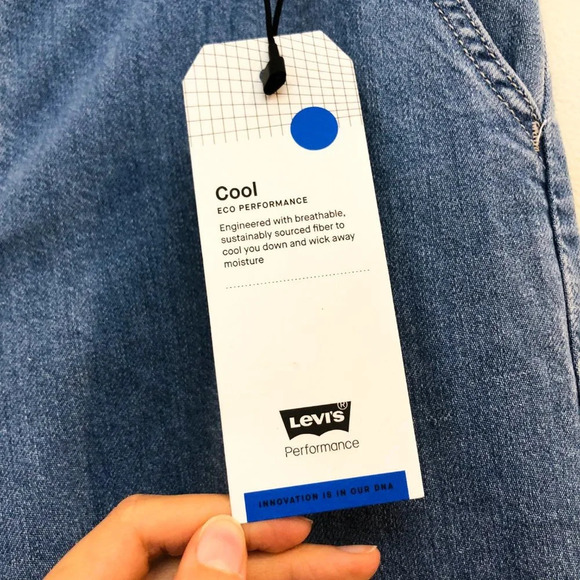 Cool
ECO PERFORMANCE
Engineered with breathable,
sustainably sourced fiber to
cool you down and wick away
moisture
LEVI'S®
Performance
INNOVATION IS IN OUR DNA